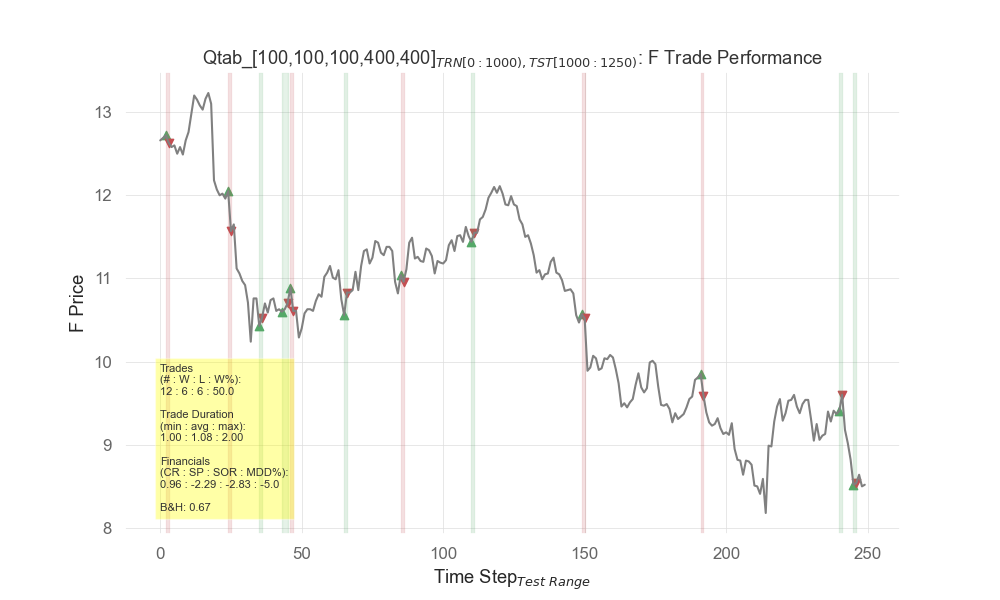 Qtab_[100,100,100,400,400]TRN[0 : 1000), TST[1000 : 1250): F Trade Performance
F Price
13
12
11
10
9
8
Trades
(# : W : L : W%):
12 : 6 : 6 : 50.0
Trade Duration
(min : avg : max):
1.00 : 1.08 : 2.00
Financials
(CR : SP : SOR : MDD%):
0.96 : -2.29 : -2.83 : -5.0
B&H: 0.67
0 50 100 150 200 250
Time StepTest Range